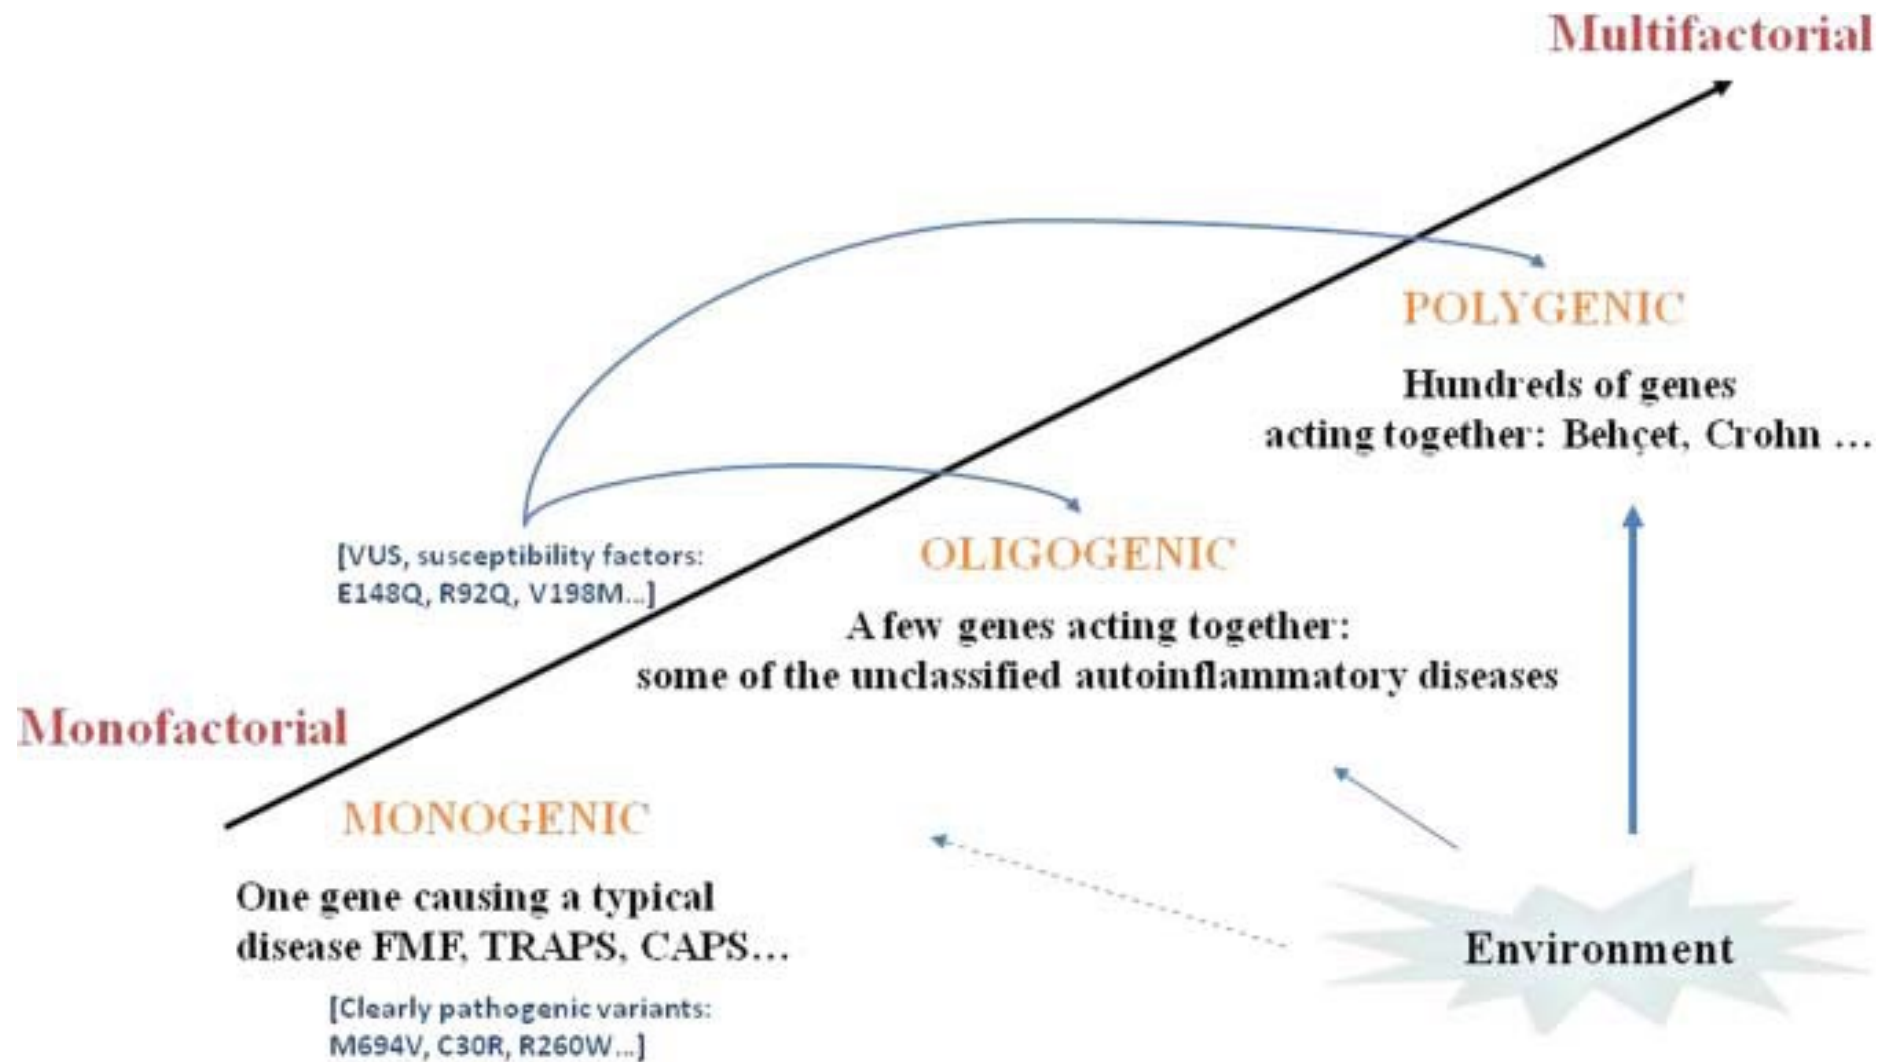 Multifactorial
POLYGENIC
Hundreds of genes
acting together: Behçet, Crohn ...
[VUS, susceptibility factors:
E148Q, R92Q, V198M...]
OLIGOGENIC
A few genes acting together:
some of the unclassified autoinflammatory diseases
Monofactorial
MONOGENIC
One gene causing a typical
disease FMF, TRAPS, CAPS...
[Clearly pathogenic variants:
M694V, C30R, R260W...]
Environment